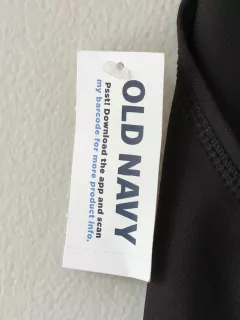 OLD NAVY
Psst! Download the app and scan
my barcode for more product info.